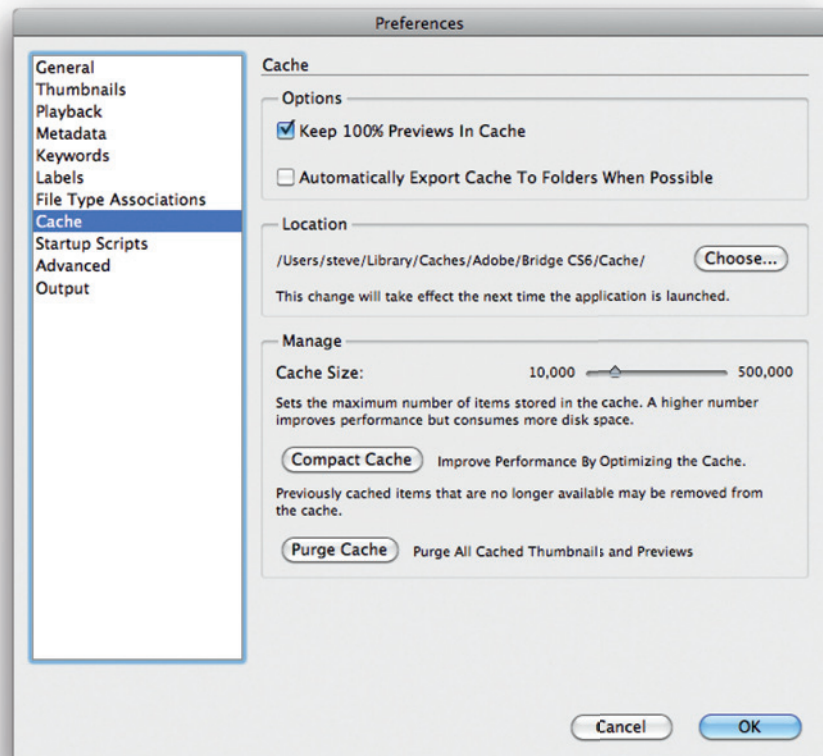 Preferences
General
Thumbnails
Playback
Metadata
Keywords
Labels
File Type Associations
Cache
Startup Scripts
Advanced
Output
Cache
Options
Keep 100% Previews In Cache
Automatically Export Cache To Folders When Possible
Location
/Users/steve/Library/Caches/Adobe/Bridge CS6/Cache/ Choose...
This change will take effect the next time the application is launched.
Manage
Cache Size: 10,000 500,000
Sets the maximum number of items stored in the cache. A higher number
improves performance but consumes more disk space.
Compact Cache Improve Performance By Optimizing the Cache.
Previously cached items that are no longer available may be removed from
the cache.
Purge Cache Purge All Cached Thumbnails and Previews
Cancel OK